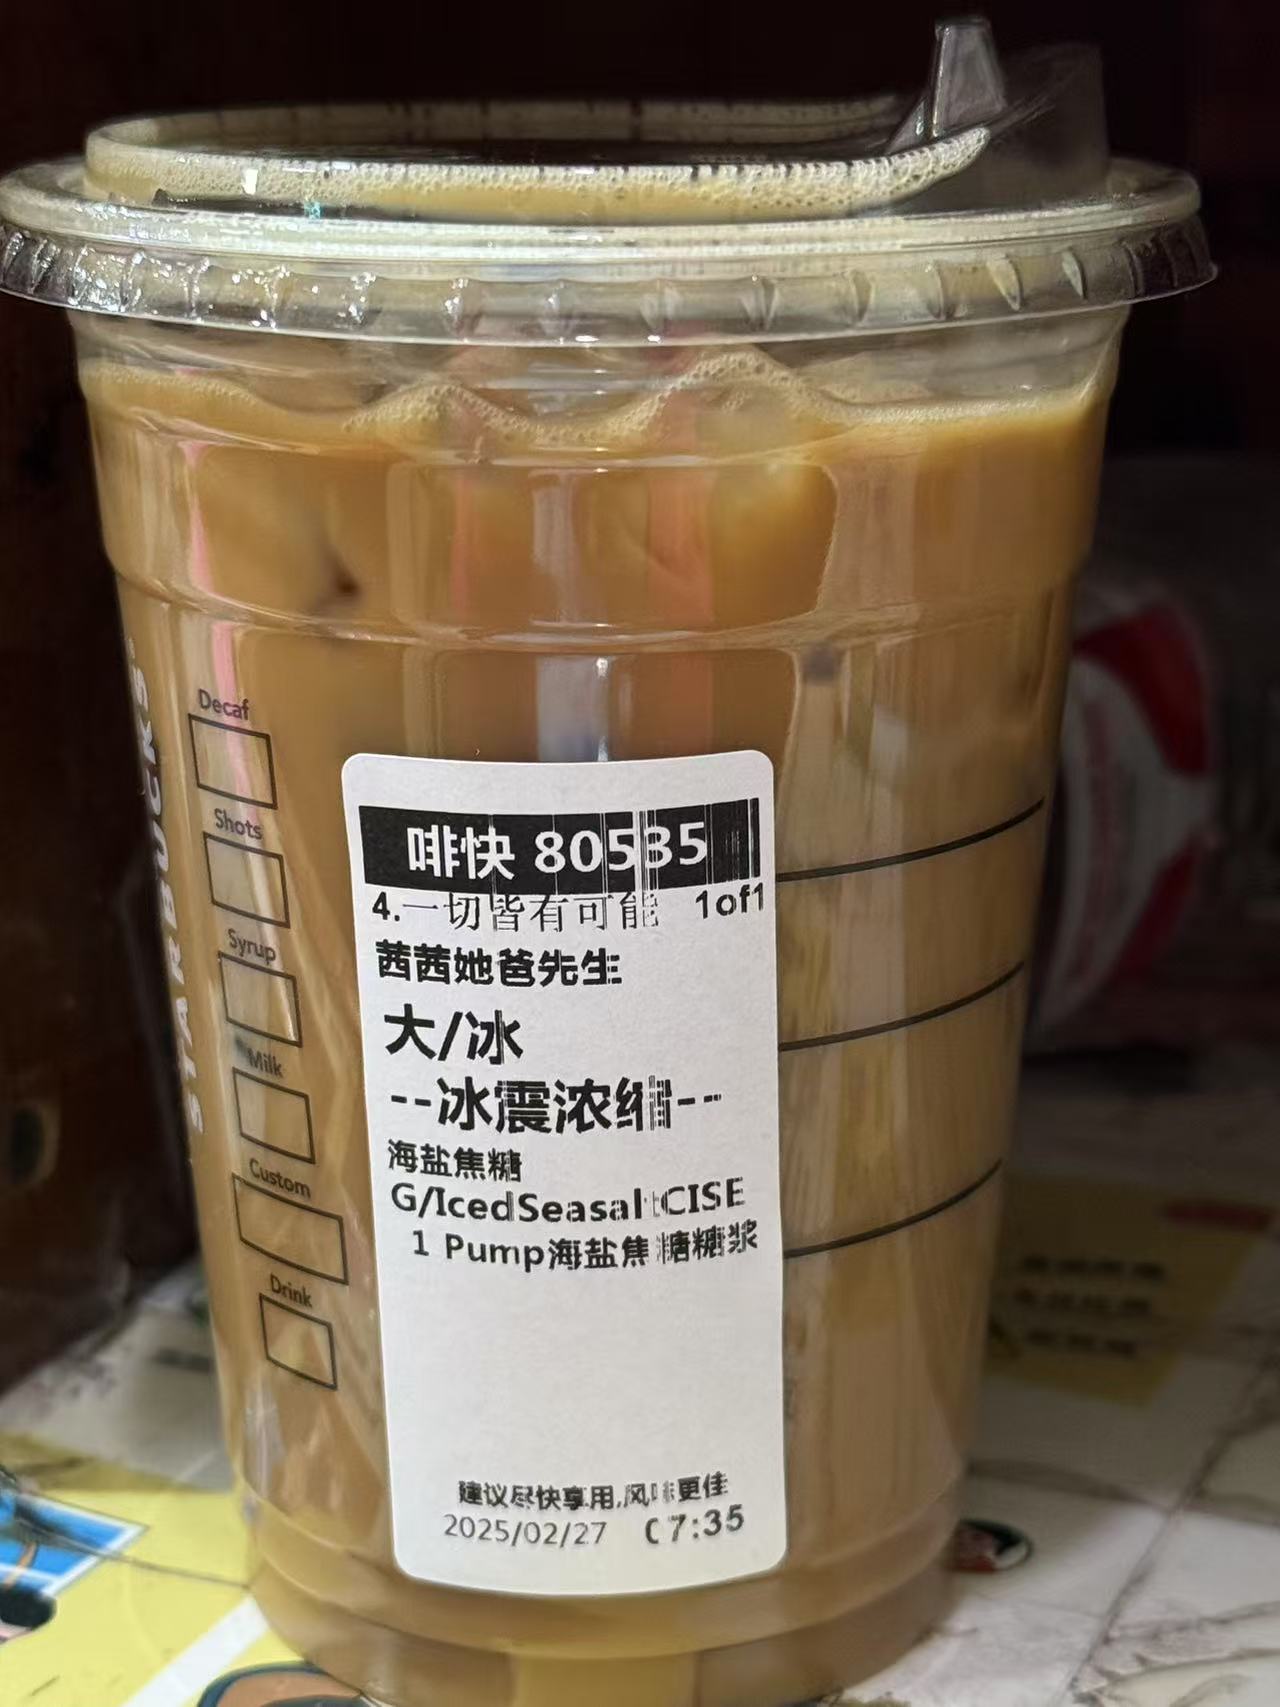 STARBUCKS
Decaf
Shots
Syrup
Milk
Custom
Drink
啡快 80535
4.一切皆有可能 1of1
茜茜她爸先生
大/冰
--冰震浓缩--
海盐焦糖
G/IcedSeasaltCISE
1 Pump海盐焦糖糖浆
建议尽快享用,风味更佳
2025/02/27 07:35